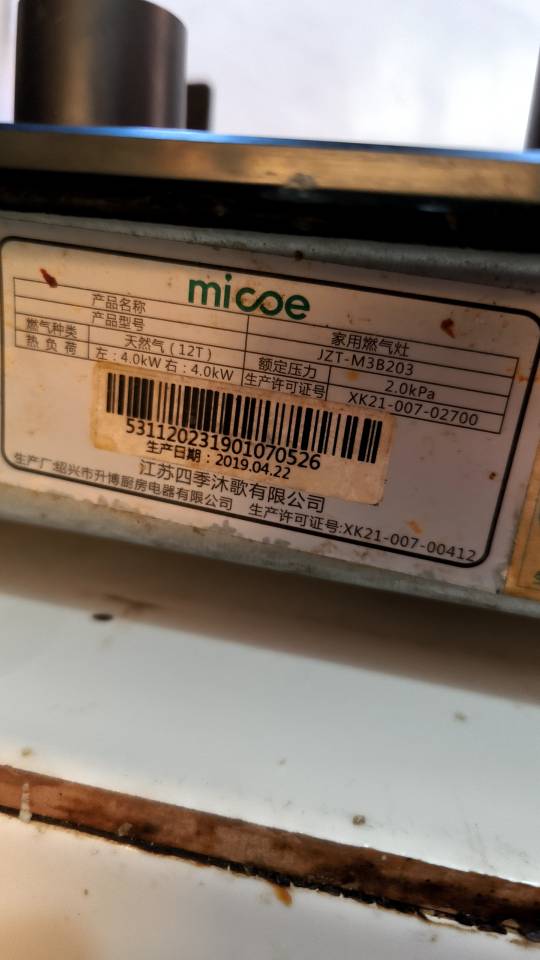 micoe
产品名称 家用燃气灶
产品型号 JZT-M3B203
燃气种类 天然气（12T） 额定压力 2.0kPa
热负荷 左：4.0kW 右：4.0kW 生产许可证号 XK21-007-02700
531120231901070526
生产日期：2019.04.22
江苏四季沐歌有限公司
生产厂:绍兴市升博厨房电器有限公司 生产许可证号:XK21-007-00412